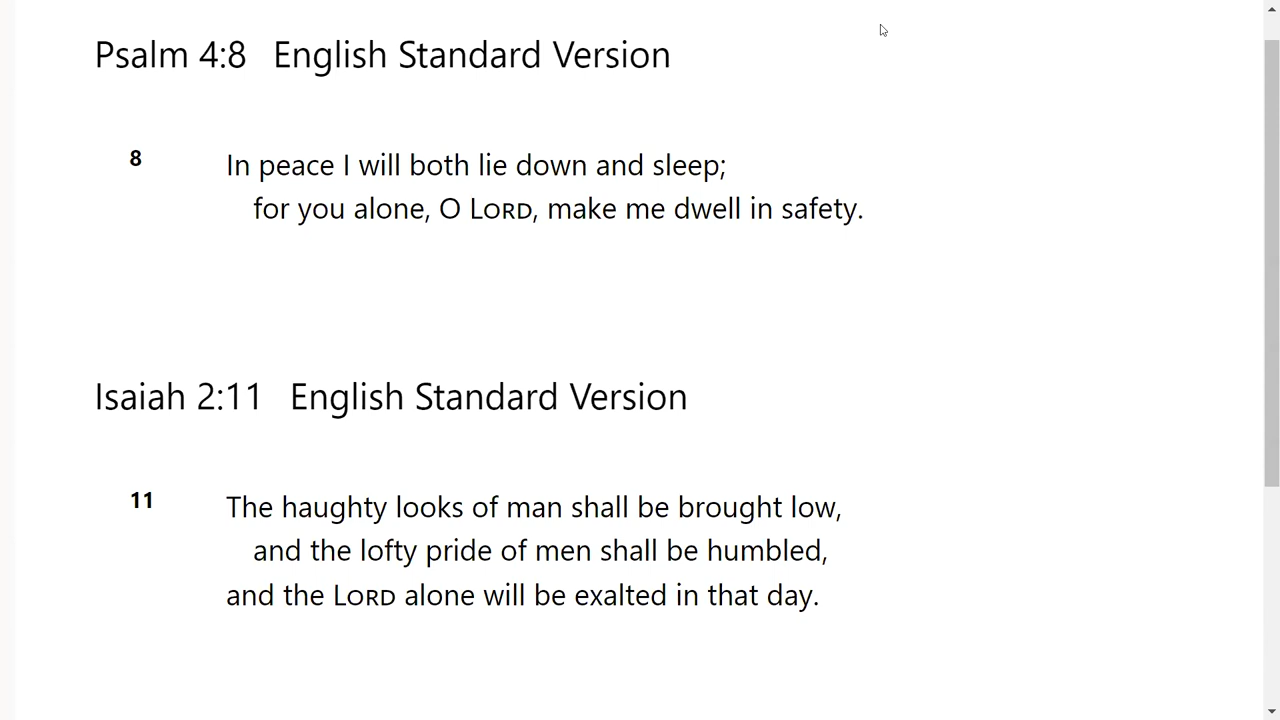 Psalm 4:8 English Standard Version
8 In peace I will both lie down and sleep;
for you alone, O LORD, make me dwell in safety.
Isaiah 2:11 English Standard Version
11 The haughty looks of man shall be brought low,
and the lofty pride of men shall be humbled,
and the LORD alone will be exalted in that day.